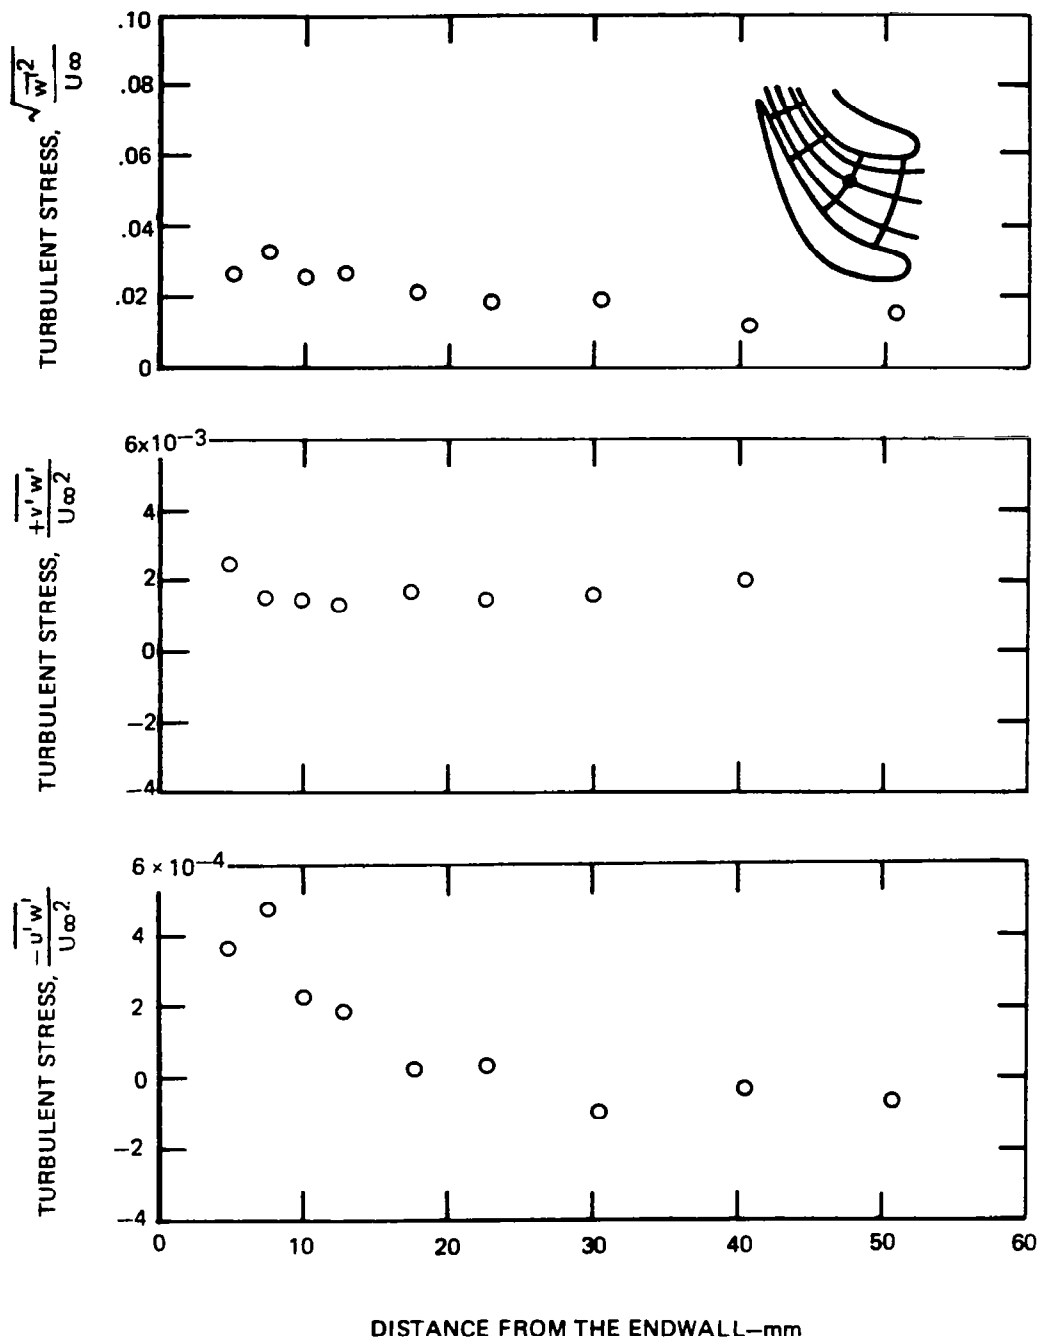 TURBULENT STRESS, √w'² / U∞
.10
.08
.06
.04
.02
0
TURBULENT STRESS, +v'w' / U∞²
6x10−3
4
2
0
−2
−4
TURBULENT STRESS, −u'w' / U∞²
6 × 10−4
4
2
0
−2
−4
0 10 20 30 40 50 60
DISTANCE FROM THE ENDWALL—mm